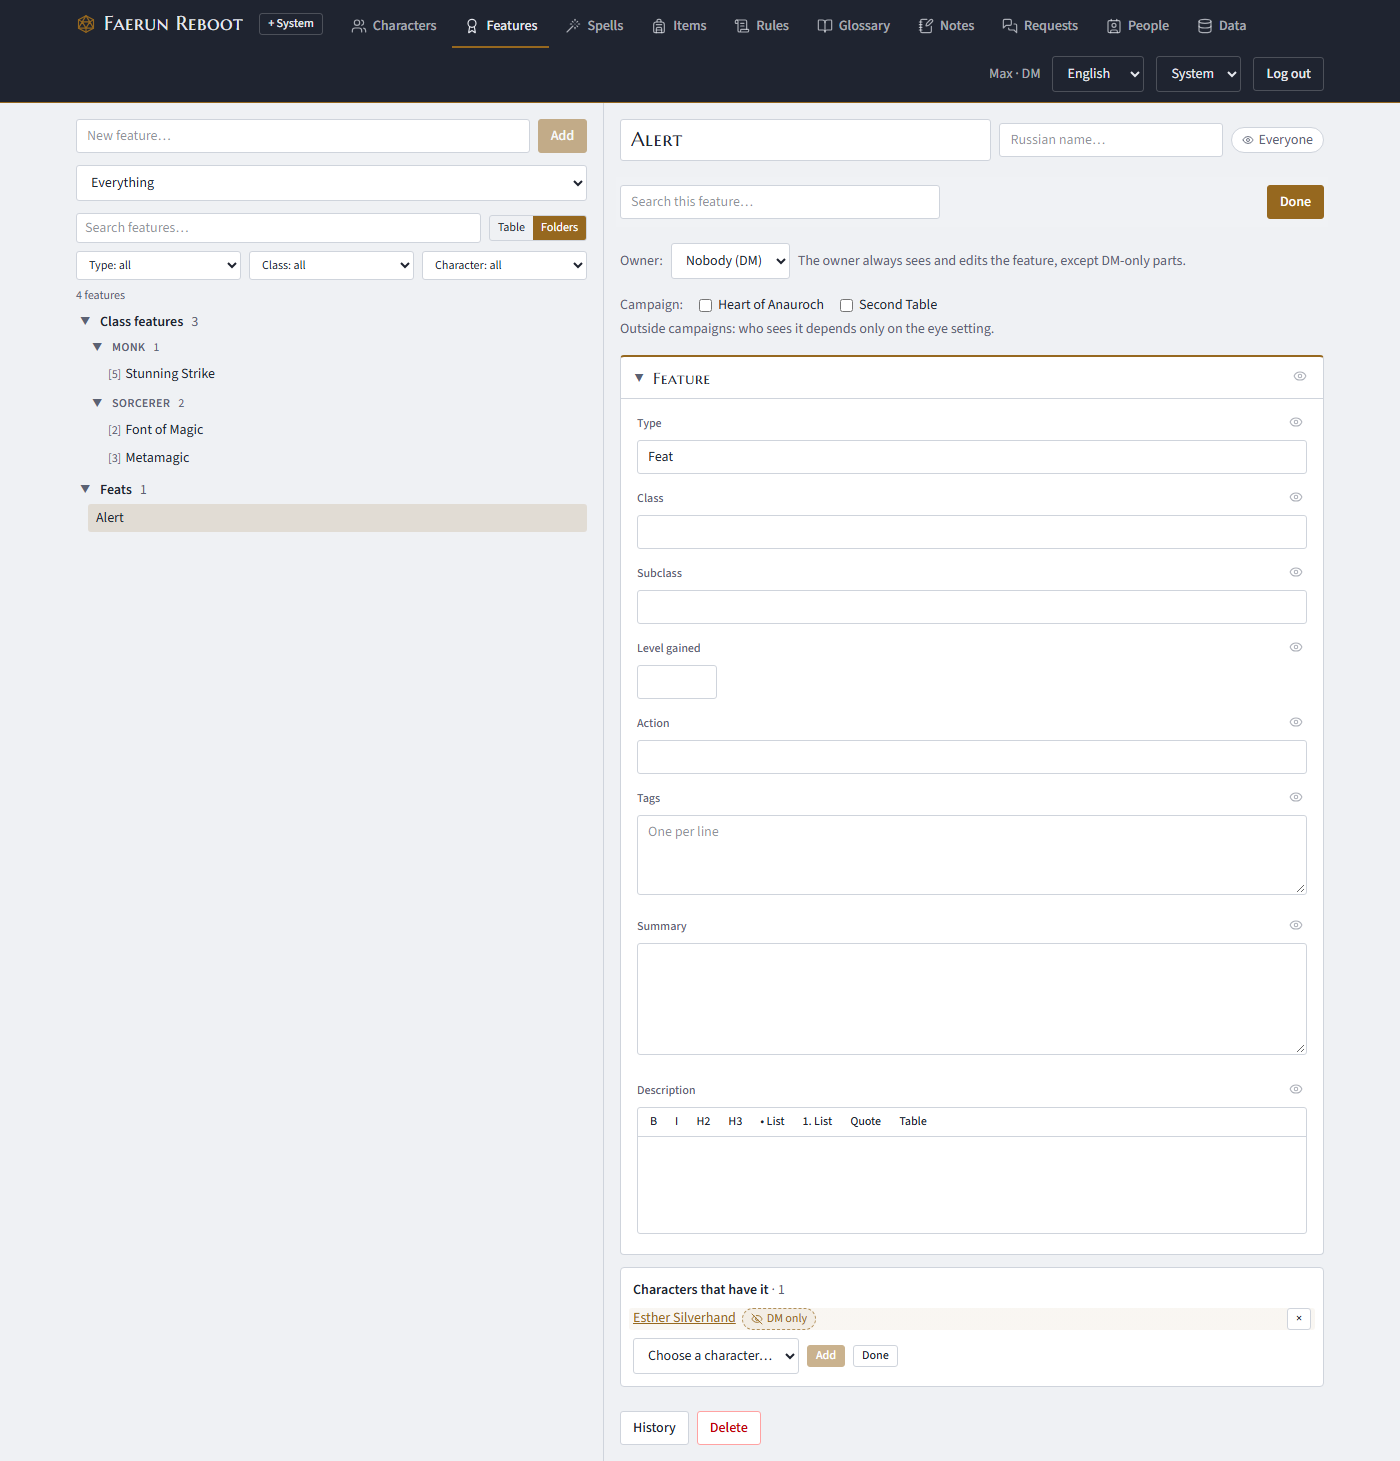 Faerun Reboot
+ System
Characters
Features
Spells
Items
Rules
Glossary
Notes
Requests
People
Data
Max · DM
English
System
Log out
New feature…
Add
Everything
Search features…
Table
Folders
Type: all
Class: all
Character: all
4 features
Class features 3
MONK 1
[5] Stunning Strike
SORCERER 2
[2] Font of Magic
[3] Metamagic
Feats 1
Alert
Alert
Russian name…
Everyone
Search this feature…
Done
Owner:
Nobody (DM)
The owner always sees and edits the feature, except DM-only parts.
Campaign:
Heart of Anauroch
Second Table
Outside campaigns: who sees it depends only on the eye setting.
Feature
Type
Feat
Class
Subclass
Level gained
Action
Tags
One per line
Summary
Description
B I H2 H3 • List 1. List Quote Table
Characters that have it · 1
Esther Silverhand
DM only
×
Choose a character…
Add
Done
History
Delete